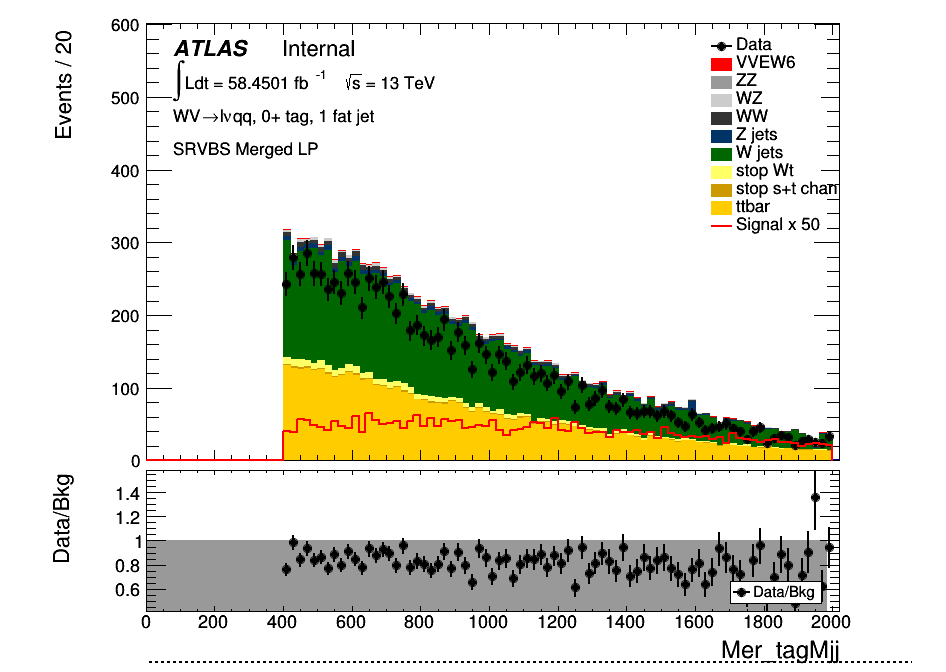 600
500
400
300
200
100
0
Events / 20
ATLAS Internal
∫Ldt = 58.4501 fb -1 √s = 13 TeV
WV→lνqq, 0+ tag, 1 fat jet
SRVBS Merged LP
Data
VVEW6
ZZ
WZ
WW
Z jets
W jets
stop Wt
stop s+t chan
ttbar
Signal x 50
1.4
1.2
1
0.8
0.6
Data/Bkg
Data/Bkg
0 200 400 600 800 1000 1200 1400 1600 1800 2000
Mer_tagMjj